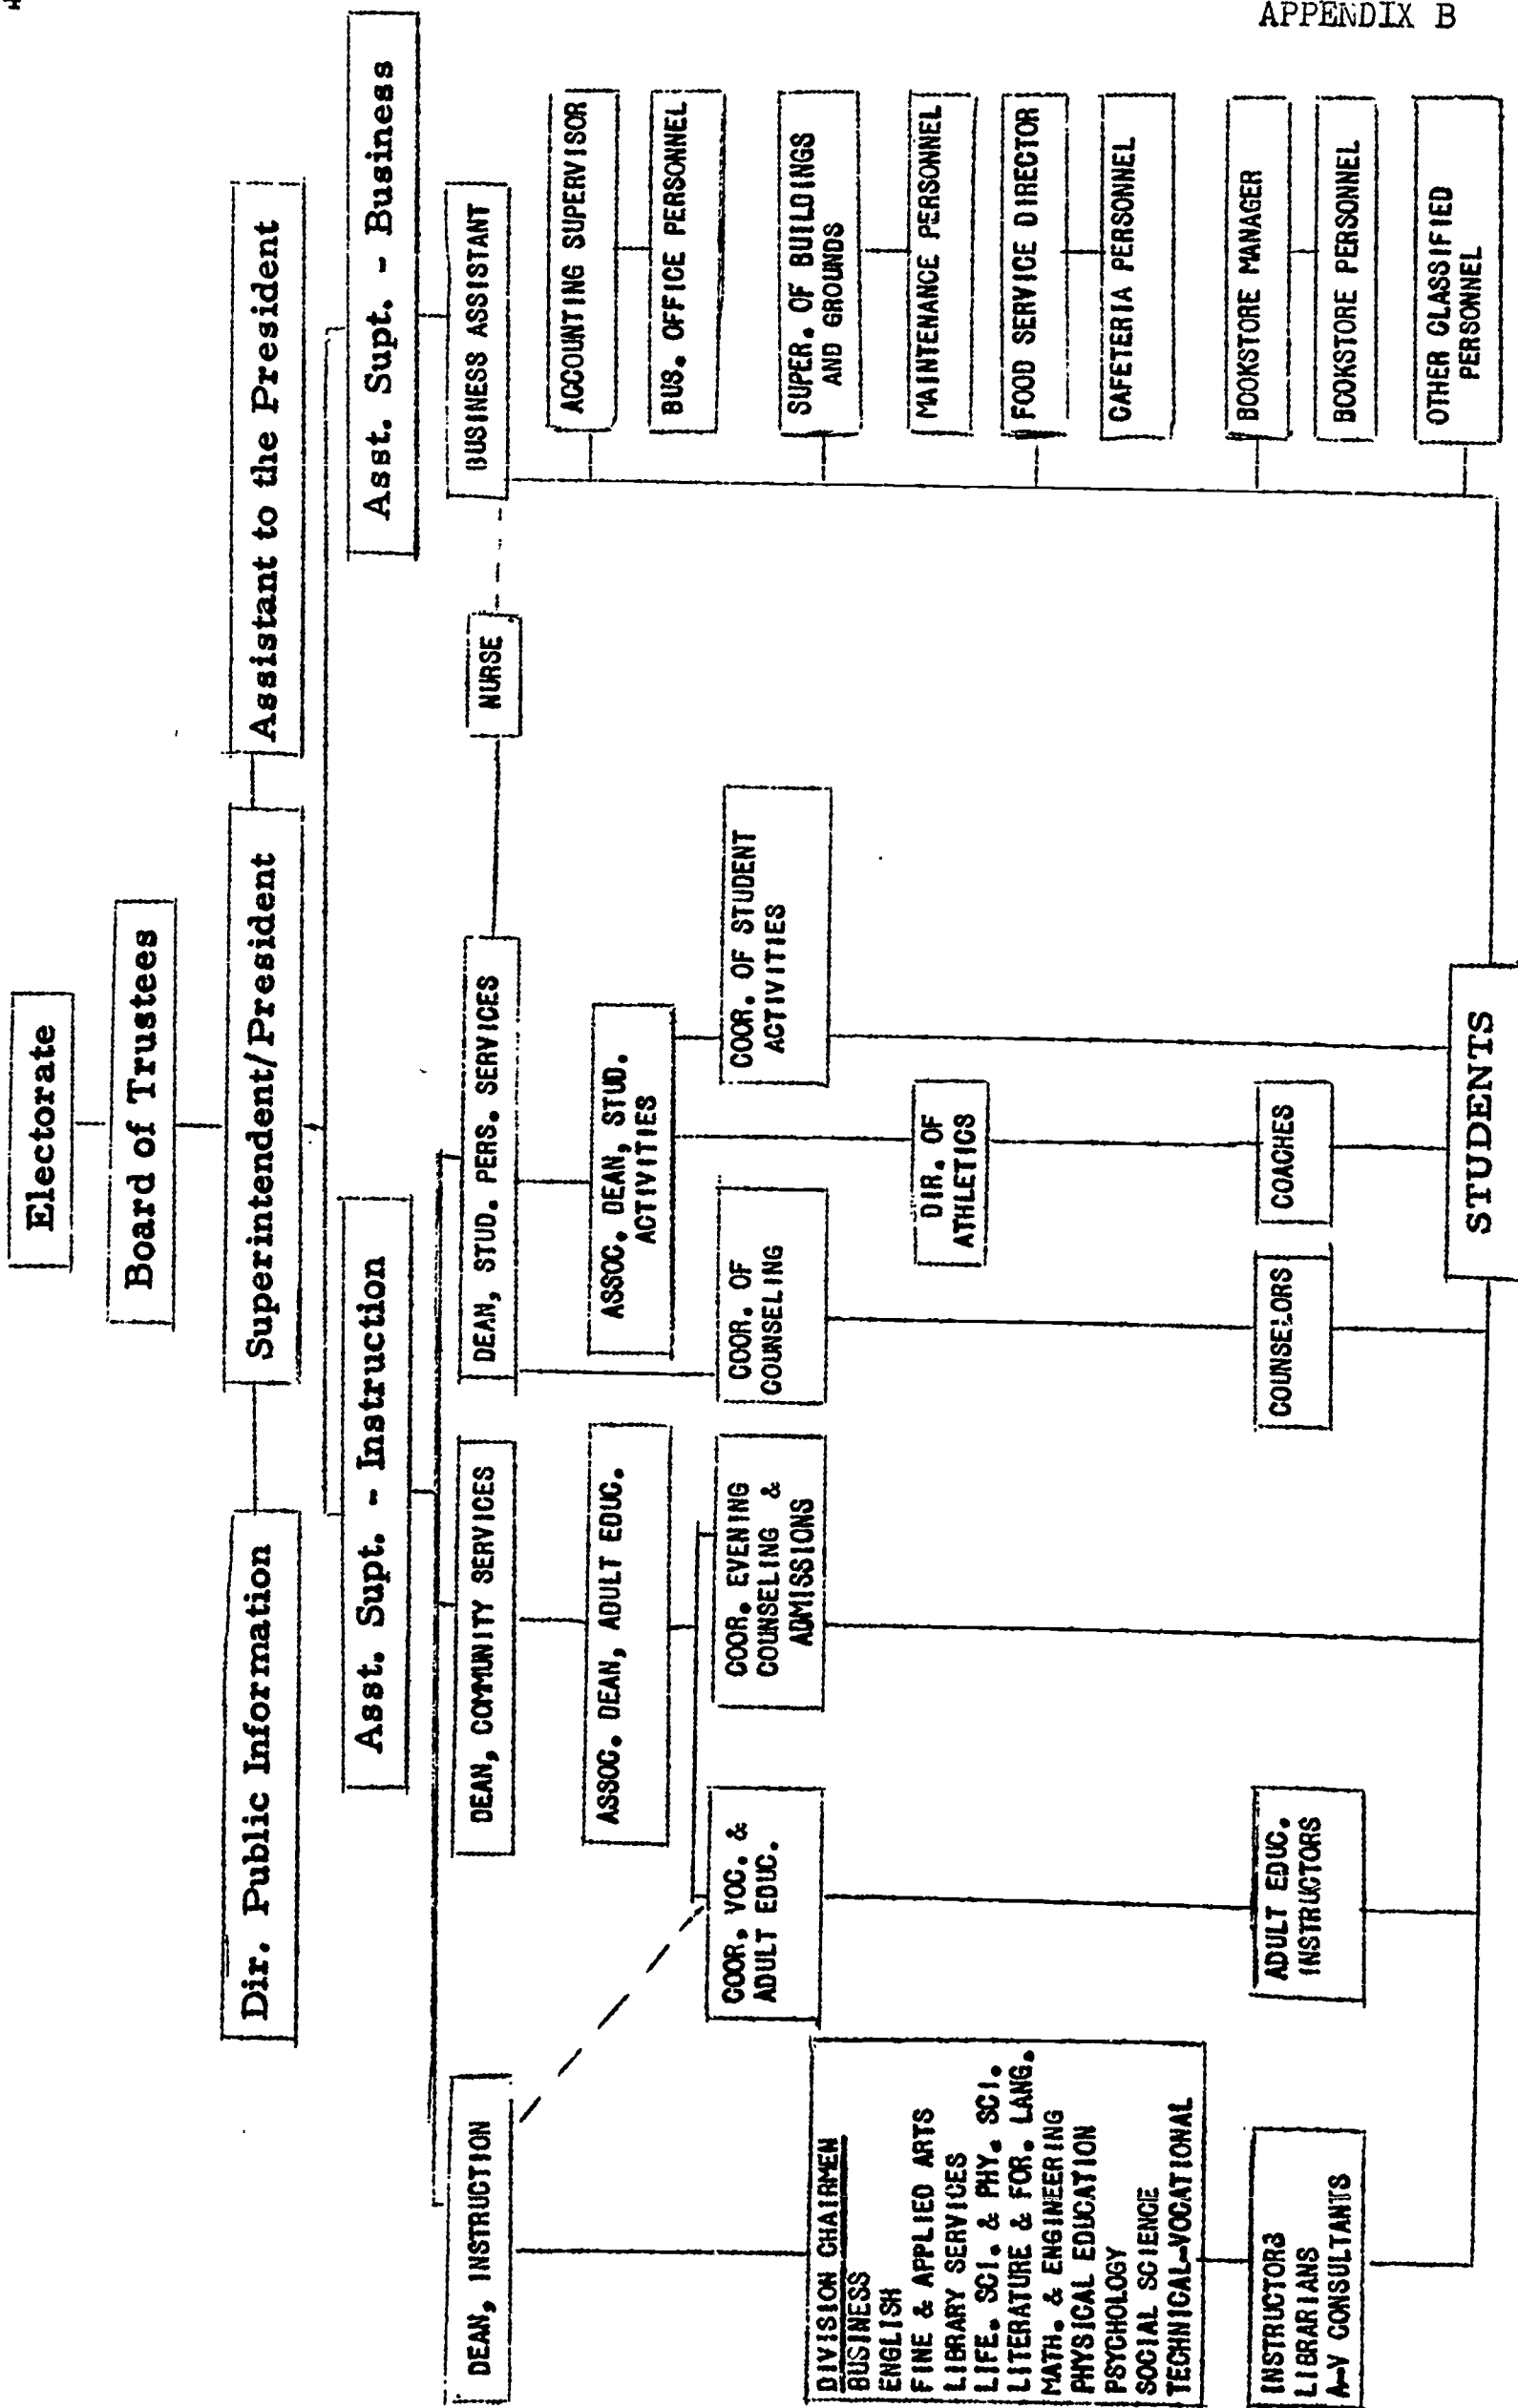 4
APPENDIX B
Electorate
Board of Trustees
Dir. Public Information
Superintendent/President
Assistant to the President
Asst. Supt. - Instruction
Asst. Supt. - Business
DEAN, INSTRUCTION
DEAN, COMMUNITY SERVICES
DEAN, STUD. PERS. SERVICES
NURSE
BUSINESS ASSISTANT
ASSOC. DEAN, ADULT EDUC.
ASSOC. DEAN, STUD.
ACTIVITIES
COOR, VOC. &
ADULT EDUC.
COOR. EVENING
COUNSELING &
ADMISSIONS
COOR. OF
COUNSELING
COOR. OF STUDENT
ACTIVITIES
DIR. OF
ATHLETICS
DIVISION CHAIRMEN
BUSINESS
ENGLISH
FINE & APPLIED ARTS
LIBRARY SERVICES
LIFE. SCI. & PHY. SCI.
LITERATURE & FOR. LANG.
MATH. & ENGINEERING
PHYSICAL EDUCATION
PSYCHOLOGY
SOCIAL SCIENCE
TECHNICAL-VOCATIONAL
INSTRUCTORS
LIBRARIANS
A-V CONSULTANTS
ADULT EDUC.
INSTRUCTORS
COUNSELORS
COACHES
ACCOUNTING SUPERVISOR
BUS. OFFICE PERSONNEL
SUPER. OF BUILDINGS
AND GROUNDS
MAINTENANCE PERSONNEL
FOOD SERVICE DIRECTOR
CAFETERIA PERSONNEL
BOOKSTORE MANAGER
BOOKSTORE PERSONNEL
OTHER CLASSIFIED
PERSONNEL
STUDENTS